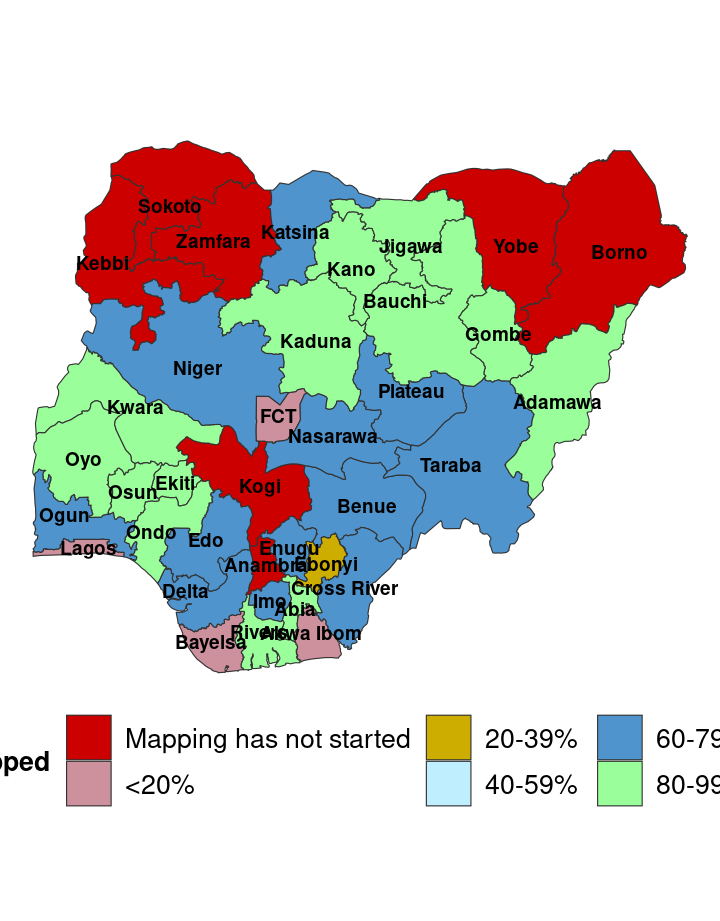 Sokoto
Katsina
Zamfara
Jigawa
Yobe
Borno
Kebbi
Kano
Bauchi
Kaduna
Gombe
Niger
Plateau
Kwara
FCT
Adamawa
Nasarawa
Oyo
Taraba
Ekiti
Kogi
Osun
Benue
Ogun
Ondo
Edo
Lagos
Enugu
Anambra
Ebonyi
Delta
Cross River
Imo
Abia
Rivers
Akwa Ibom
Bayelsa
pped
Mapping has not started
20-39%
60-79
<20%
40-59%
80-99